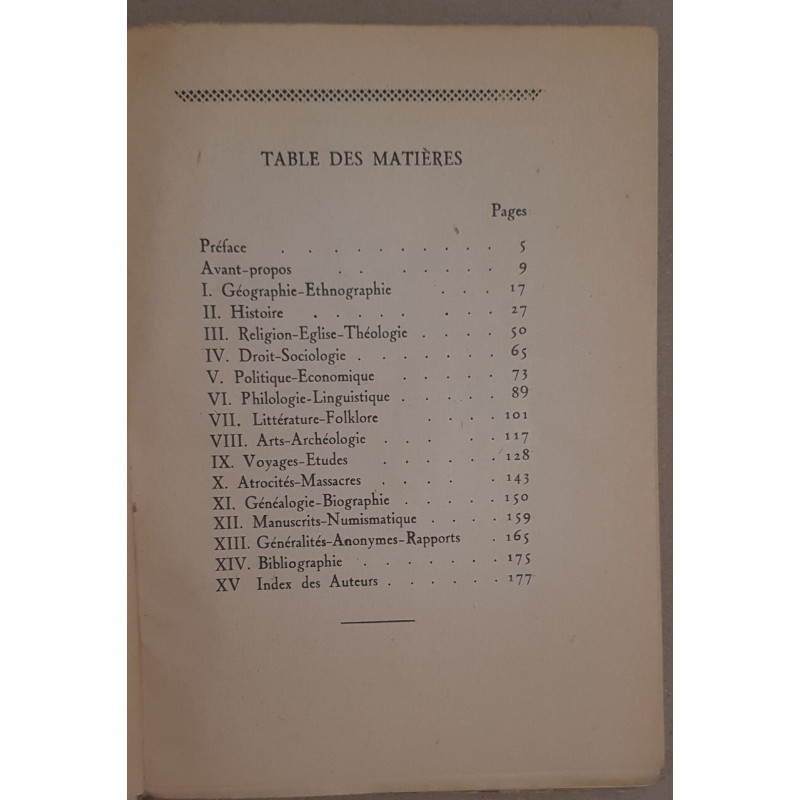 TABLE DES MATIÈRES
Pages
Préface . . . . . . . . . . 5
Avant-propos . . . . . . . 9
I. Géographie-Ethnographie . . . 17
II. Histoire . . . . . . . . 27
III. Religion-Eglise-Théologie . . . . 50
IV. Droit-Sociologie . . . . . . . 65
V. Politique-Economique . . . . . 73
VI. Philologie-Linguistique . . . . . 89
VII. Littérature-Folklore . . . . 101
VIII. Arts-Archéologie . . . . . 117
IX. Voyages-Etudes . . . . . . 128
X. Atrocités-Massacres . . . . . 143
XI. Généalogie-Biographie . . . . . 150
XII. Manuscrits-Numismatique . . . . 159
XIII. Généralités-Anonymes-Rapports . 165
XIV. Bibliographie . . . . . . . 175
XV Index des Auteurs . . . . . . 177